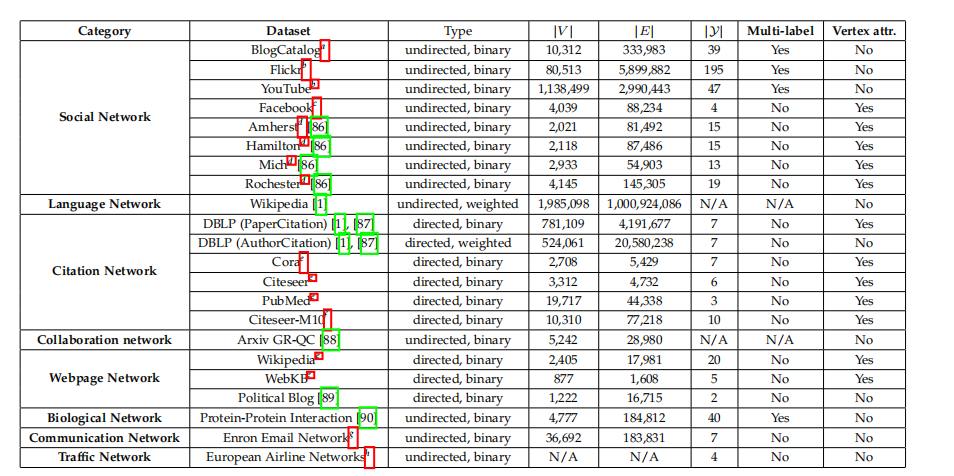 Category Dataset Type |V| |E| |𝒴| Multi-label Vertex attr.
Social Network
BlogCatalog^a undirected, binary 10,312 333,983 39 Yes No
Flickr^b undirected, binary 80,513 5,899,882 195 Yes No
YouTube^b undirected, binary 1,138,499 2,990,443 47 Yes No
Facebook^c undirected, binary 4,039 88,234 4 No Yes
Amherst^d [86] undirected, binary 2,021 81,492 15 No Yes
Hamilton^d [86] undirected, binary 2,118 87,486 15 No Yes
Mich^d [86] undirected, binary 2,933 54,903 13 No Yes
Rochester^d [86] undirected, binary 4,145 145,305 19 No Yes
Language Network Wikipedia [1] undirected, weighted 1,985,098 1,000,924,086 N/A N/A No
Citation Network
DBLP (PaperCitation) [1], [87] directed, binary 781,109 4,191,677 7 No Yes
DBLP (AuthorCitation) [1], [87] directed, weighted 524,061 20,580,238 7 No No
Cora^e directed, binary 2,708 5,429 7 No Yes
Citeseer^e directed, binary 3,312 4,732 6 No Yes
PubMed^e directed, binary 19,717 44,338 3 No Yes
Citeseer-M10 directed, binary 10,310 77,218 10 No Yes
Collaboration network Arxiv GR-QC [88] undirected, binary 5,242 28,980 N/A N/A No
Webpage Network
Wikipedia^e directed, binary 2,405 17,981 20 No Yes
WebKB^e directed, binary 877 1,608 5 No Yes
Political Blog [89] directed, binary 1,222 16,715 2 No No
Biological Network Protein-Protein Interaction [90] undirected, binary 4,777 184,812 40 Yes No
Communication Network Enron Email Network^g undirected, binary 36,692 183,831 7 No No
Traffic Network European Airline Networks^h undirected, binary N/A N/A 4 No No